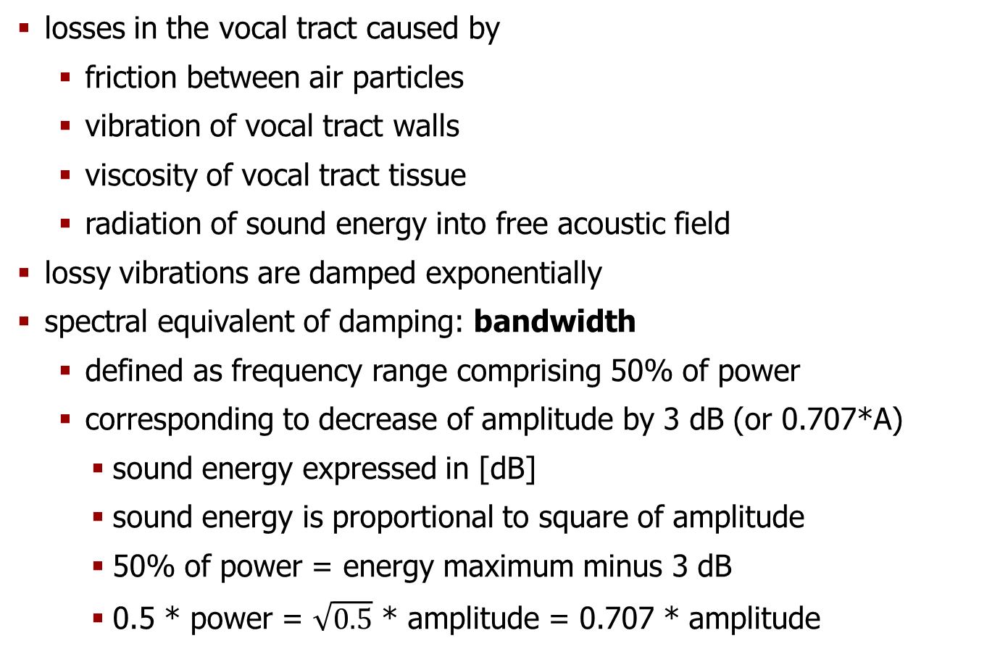 ▪ losses in the vocal tract caused by
▪ friction between air particles
▪ vibration of vocal tract walls
▪ viscosity of vocal tract tissue
▪ radiation of sound energy into free acoustic field
▪ lossy vibrations are damped exponentially
▪ spectral equivalent of damping: bandwidth
▪ defined as frequency range comprising 50% of power
▪ corresponding to decrease of amplitude by 3 dB (or 0.707*A)
▪ sound energy expressed in [dB]
▪ sound energy is proportional to square of amplitude
▪ 50% of power = energy maximum minus 3 dB
▪ 0.5 * power = √0.5 * amplitude = 0.707 * amplitude